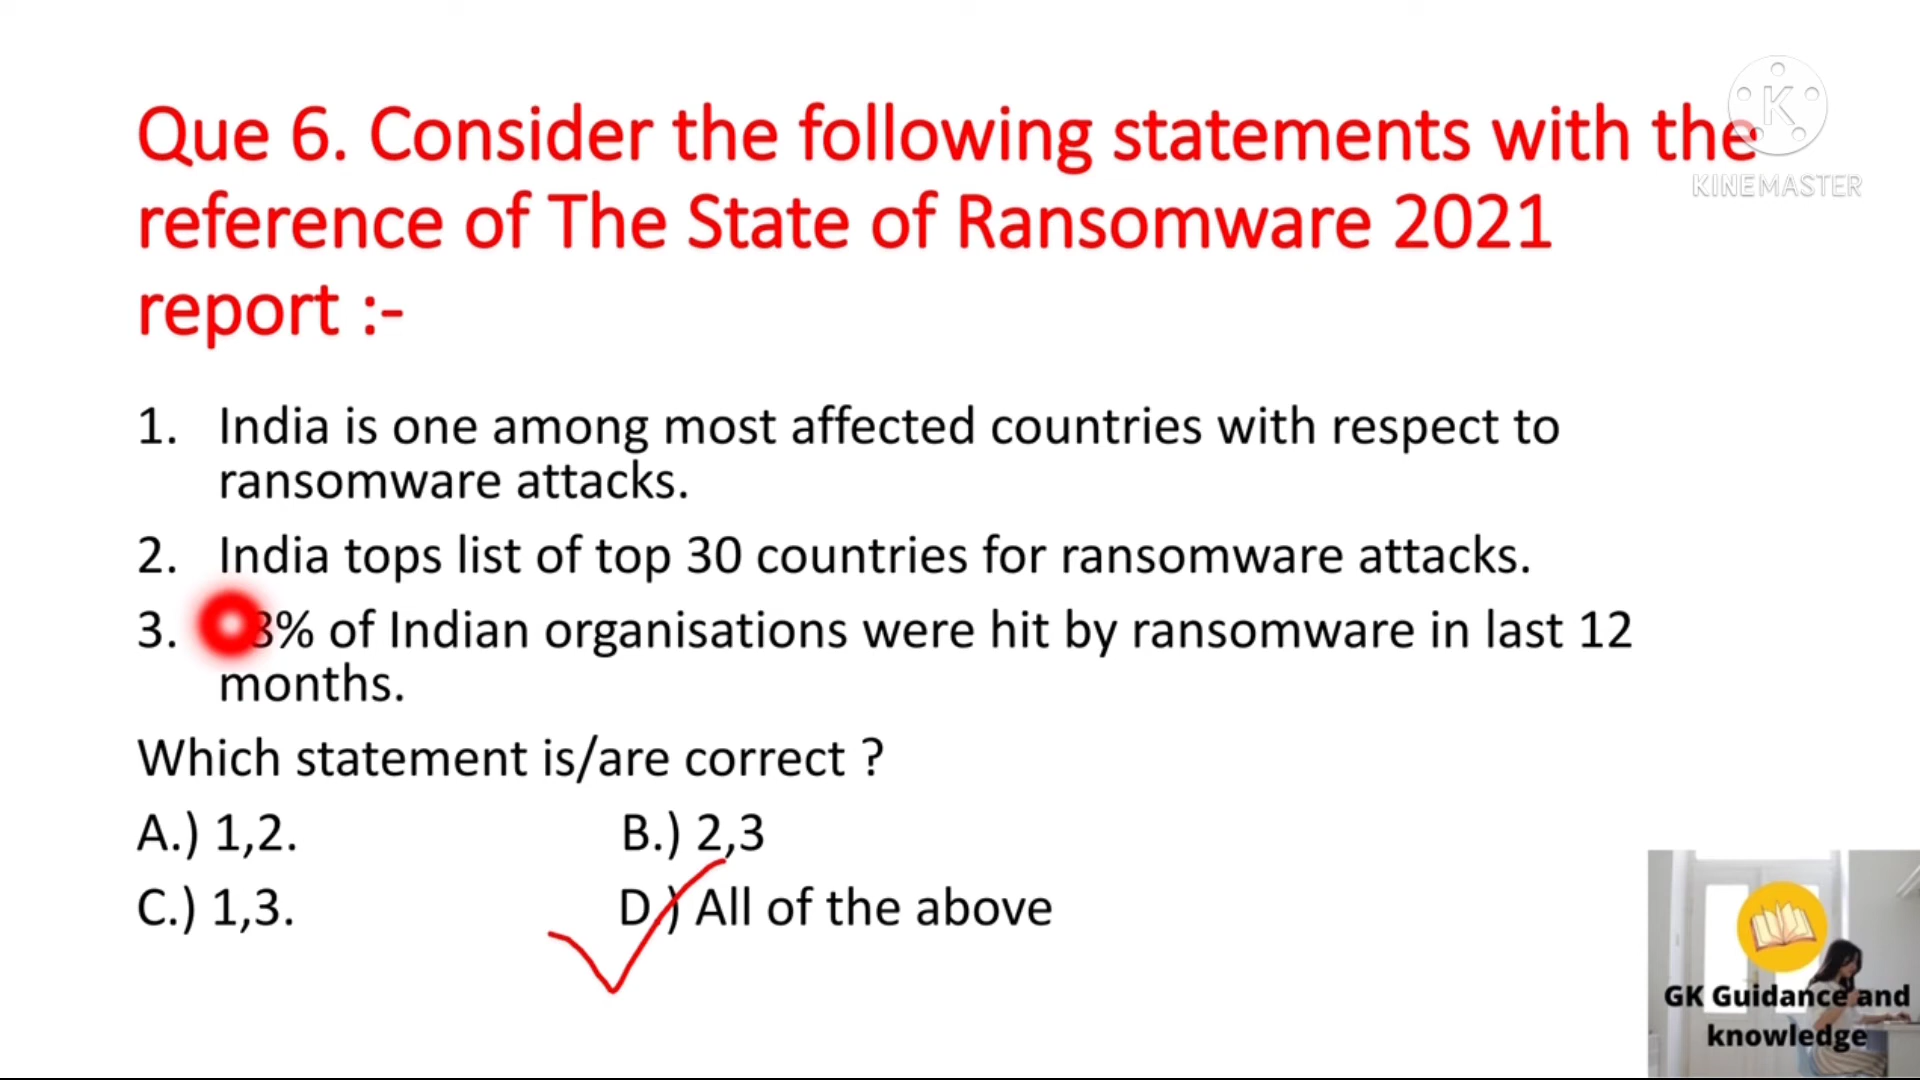 Que 6. Consider the following statements with the
KINEMASTER
reference of The State of Ransomware 2021
report :-
1. India is one among most affected countries with respect to
ransomware attacks.
2. India tops list of top 30 countries for ransomware attacks.
3. % of Indian organisations were hit by ransomware in last 12
months.
Which statement is/are correct ?
A.) 1,2.
B.) 2,3
C.) 1,3.
D.) All of the above
GK Guidance and
knowledge